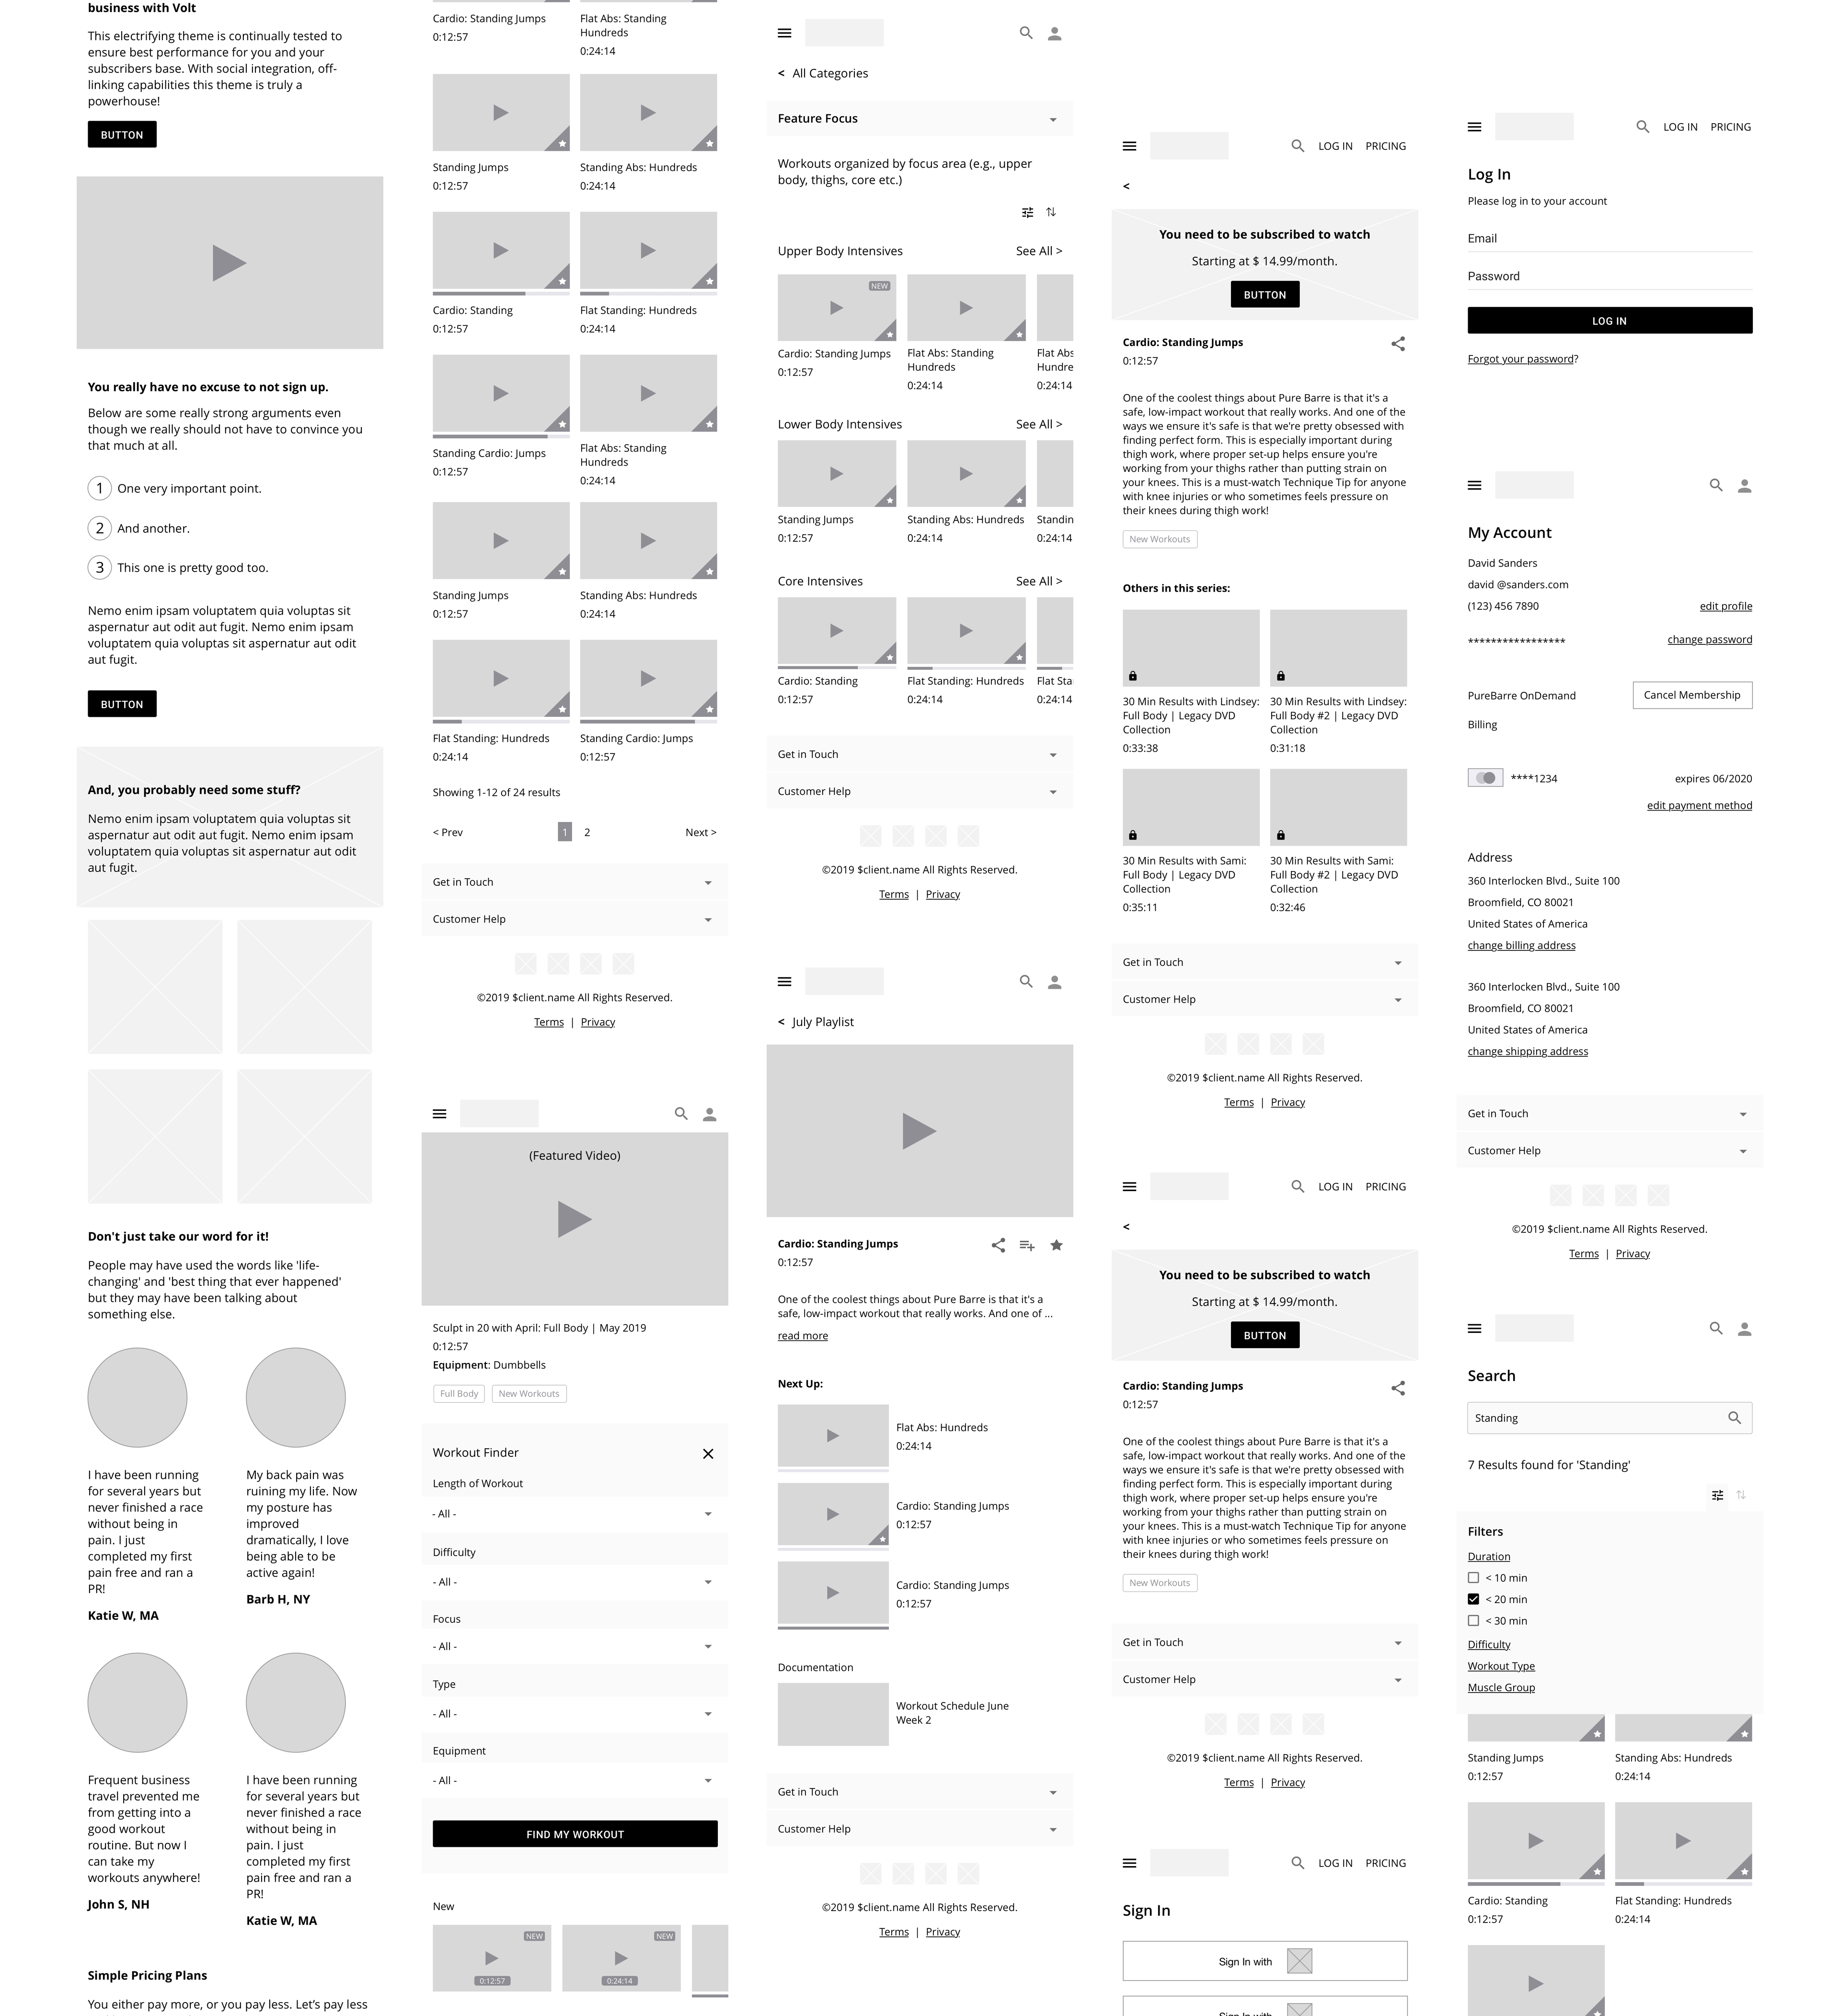 business with Volt
This electrifying theme is continually tested to
ensure best performance for you and your
subscribers base. With social integration, off-
linking capabilities this theme is truly a
powerhouse!
BUTTON
You really have no excuse to not sign up.
Below are some really strong arguments even
though we really should not have to convince you
that much at all.
1 One very important point.
2 And another.
3 This one is pretty good too.
Nemo enim ipsam voluptatem quia voluptas sit
aspernatur aut odit aut fugit. Nemo enim ipsam
voluptatem quia voluptas sit aspernatur aut odit
aut fugit.
BUTTON
And, you probably need some stuff?
Nemo enim ipsam voluptatem quia voluptas sit
aspernatur aut odit aut fugit. Nemo enim ipsam
voluptatem quia voluptas sit aspernatur aut odit
aut fugit.
Don't just take our word for it!
People may have used the words like 'life-
changing' and 'best thing that ever happened'
but they may have been talking about
something else.
I have been running
for several years but
never finished a race
without being in
pain. I just
completed my first
pain free and ran a
PR!
Katie W, MA
My back pain was
ruining my life. Now
my posture has
improved
dramatically, I love
being able to be
active again!
Barb H, NY
Frequent business
travel prevented me
from getting into a
good workout
routine. But now I
can take my
workouts anywhere!
John S, NH
I have been running
for several years but
never finished a race
without being in
pain. I just
completed my first
pain free and ran a
PR!
Katie W, MA
Simple Pricing Plans
You either pay more, or you pay less. Let's pay less
Cardio: Standing Jumps
0:12:57
Flat Abs: Standing
Hundreds
0:24:14
Standing Jumps
0:12:57
Standing Abs: Hundreds
0:24:14
Cardio: Standing
0:12:57
Flat Standing: Hundreds
0:24:14
Standing Cardio: Jumps
0:12:57
Flat Abs: Standing
Hundreds
0:24:14
Standing Jumps
0:12:57
Standing Abs: Hundreds
0:24:14
Flat Standing: Hundreds
0:24:14
Standing Cardio: Jumps
0:12:57
Showing 1-12 of 24 results
< Prev 1 2 Next >
Get in Touch
Customer Help
©2019 $client.name All Rights Reserved.
Terms | Privacy
(Featured Video)
Sculpt in 20 with April: Full Body | May 2019
0:12:57
Equipment: Dumbbells
Full Body New Workouts
Workout Finder
Length of Workout
- All -
Difficulty
- All -
Focus
- All -
Type
- All -
Equipment
- All -
FIND MY WORKOUT
New
NEW
0:12:57
NEW
0:24:14
< All Categories
Feature Focus
Workouts organized by focus area (e.g., upper
body, thighs, core etc.)
Upper Body Intensives See All >
NEW
Cardio: Standing Jumps
0:12:57
Flat Abs: Standing
Hundreds
0:24:14
Flat Abs
Hundre
0:24:14
Lower Body Intensives See All >
Standing Jumps
0:12:57
Standing Abs: Hundreds
0:24:14
Standin
0:24:14
Core Intensives See All >
Cardio: Standing
0:12:57
Flat Standing: Hundreds
0:24:14
Flat Sta
0:24:14
Get in Touch
Customer Help
©2019 $client.name All Rights Reserved.
Terms | Privacy
< July Playlist
Cardio: Standing Jumps
0:12:57
One of the coolest things about Pure Barre is that it's a
safe, low-impact workout that really works. And one of ...
read more
Next Up:
Flat Abs: Hundreds
0:24:14
Cardio: Standing Jumps
0:12:57
Cardio: Standing Jumps
0:12:57
Documentation
Workout Schedule June
Week 2
Get in Touch
Customer Help
©2019 $client.name All Rights Reserved.
Terms | Privacy
LOG IN PRICING
<
You need to be subscribed to watch
Starting at $ 14.99/month.
BUTTON
Cardio: Standing Jumps
0:12:57
One of the coolest things about Pure Barre is that it's a
safe, low-impact workout that really works. And one of the
ways we ensure it's safe is that we're pretty obsessed with
finding perfect form. This is especially important during
thigh work, where proper set-up helps ensure you're
working from your thighs rather than putting strain on
your knees. This is a must-watch Technique Tip for anyone
with knee injuries or who sometimes feels pressure on
their knees during thigh work!
New Workouts
Others in this series:
30 Min Results with Lindsey:
Full Body | Legacy DVD
Collection
0:33:38
30 Min Results with Lindsey:
Full Body #2 | Legacy DVD
Collection
0:31:18
30 Min Results with Sami:
Full Body | Legacy DVD
Collection
0:35:11
30 Min Results with Sami:
Full Body #2 | Legacy DVD
Collection
0:32:46
Get in Touch
Customer Help
©2019 $client.name All Rights Reserved.
Terms | Privacy
LOG IN PRICING
<
You need to be subscribed to watch
Starting at $ 14.99/month.
BUTTON
Cardio: Standing Jumps
0:12:57
One of the coolest things about Pure Barre is that it's a
safe, low-impact workout that really works. And one of the
ways we ensure it's safe is that we're pretty obsessed with
finding perfect form. This is especially important during
thigh work, where proper set-up helps ensure you're
working from your thighs rather than putting strain on
your knees. This is a must-watch Technique Tip for anyone
with knee injuries or who sometimes feels pressure on
their knees during thigh work!
New Workouts
Get in Touch
Customer Help
©2019 $client.name All Rights Reserved.
Terms | Privacy
LOG IN PRICING
Sign In
Sign In with
Sign In with
LOG IN PRICING
Log In
Please log in to your account
Email
Password
LOG IN
Forgot your password?
My Account
David Sanders
david @sanders.com
(123) 456 7890 edit profile
***************** change password
PureBarre OnDemand Cancel Membership
Billing
****1234 expires 06/2020
edit payment method
Address
360 Interlocken Blvd., Suite 100
Broomfield, CO 80021
United States of America
change billing address
360 Interlocken Blvd., Suite 100
Broomfield, CO 80021
United States of America
change shipping address
Get in Touch
Customer Help
©2019 $client.name All Rights Reserved.
Terms | Privacy
Search
Standing
7 Results found for 'Standing'
Filters
Duration
< 10 min
< 20 min
< 30 min
Difficulty
Workout Type
Muscle Group
Standing Jumps
0:12:57
Standing Abs: Hundreds
0:24:14
Cardio: Standing
0:12:57
Flat Standing: Hundreds
0:24:14